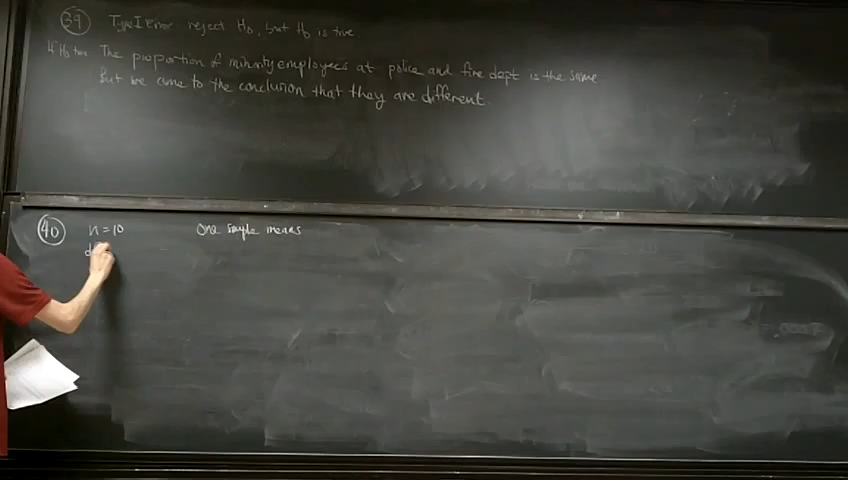 39 Type I Error reject H0, but H0 is true
If H0 true The proportion of minority employees at police and fire dept is the same
But we come to the conclusion that they are different.
40 n = 10 One sample means
d